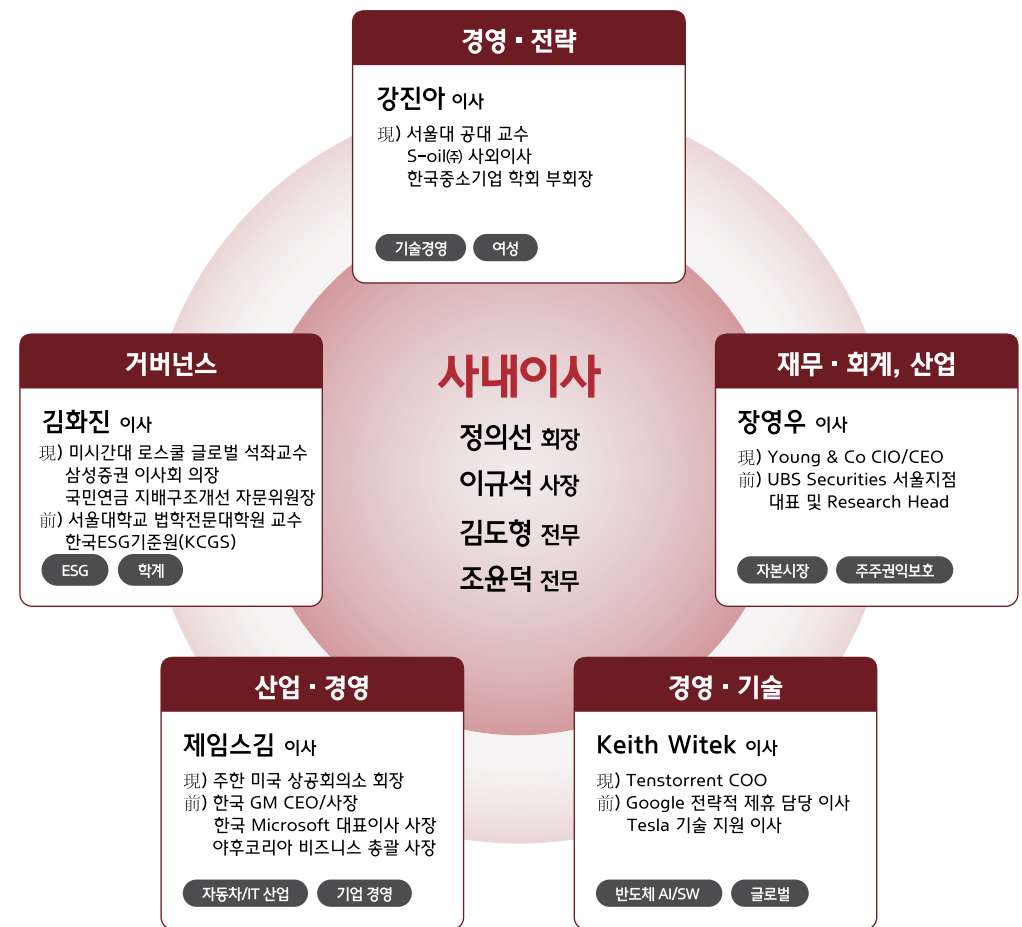 경영 · 전략
강진아 이사
現) 서울대 공대 교수
S-oil㈜ 사외이사
한국중소기업 학회 부회장
기술경영 여성
거버넌스
김화진 이사
現) 미시간대 로스쿨 글로벌 석좌교수
삼성증권 이사회 의장
국민연금 지배구조개선 자문위원장
前) 서울대학교 법학전문대학원 교수
한국ESG기준원(KCGS)
ESG 학계
사내이사
정의선 회장
이규석 사장
김도형 전무
조윤덕 전무
재무 · 회계, 산업
장영우 이사
現) Young & Co CIO/CEO
前) UBS Securities 서울지점
대표 및 Research Head
자본시장 주주권익보호
산업 · 경영
제임스김 이사
現) 주한 미국 상공회의소 회장
前) 한국 GM CEO/사장
한국 Microsoft 대표이사 사장
야후코리아 비즈니스 총괄 사장
자동차/IT 산업 기업 경영
경영 · 기술
Keith Witek 이사
現) Tenstorrent COO
前) Google 전략적 제휴 담당 이사
Tesla 기술 지원 이사
반도체 AI/SW 글로벌